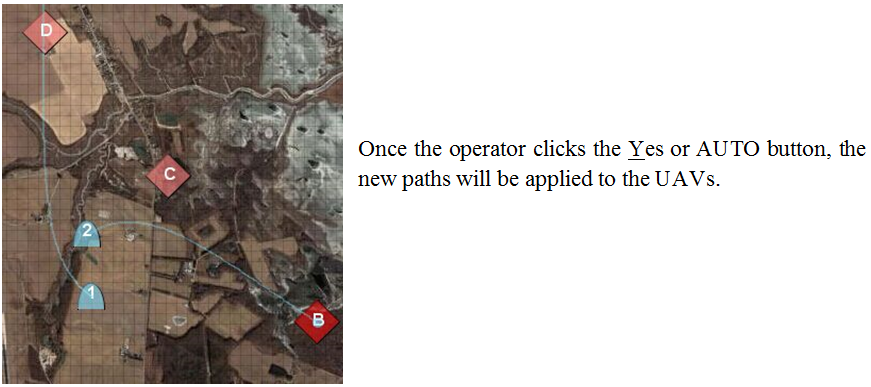 D
C
2
1
B
Once the operator clicks the Yes or AUTO button, the
new paths will be applied to the UAVs.